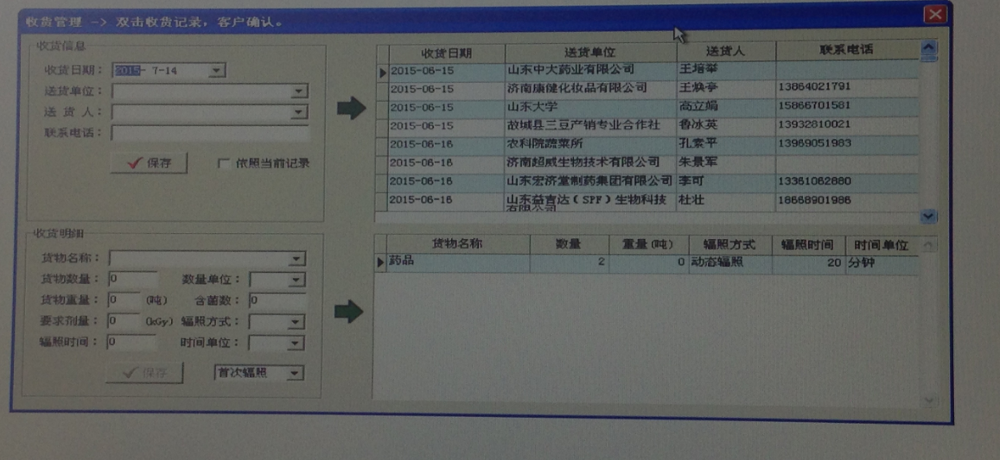 收货管理 -> 双击收货记录，客户确认。
收货信息
收货日期： 2015- 7-14
送货单位：
送 货 人：
联系电话：
保存 依照当前记录
收货日期 送货单位 送货人 联系电话
2015-06-15 山东中大药业有限公司 王培举
2015-06-15 济南康健化妆品有限公司 王焕亭 13864021791
2015-06-15 山东大学 高立娟 15866701581
2015-06-15 故城县三豆产销专业合作社 鲁冰英 13932810021
2015-06-16 农科院蔬菜所 孔素平 13969051983
2015-06-16 济南超威生物技术有限公司 朱景军
2015-06-16 山东宏济堂制药集团有限公司 李可 13361062880
2015-06-16 山东益吉达（SPF）生物科技有限公司 杜壮 18668901986
收货明细
货物名称：
货物数量： 0 数量单位：
货物重量： 0 (吨) 含菌数： 0
要求剂量： 0 (kGy) 辐照方式：
辐照时间： 0 时间单位：
保存 首次辐照
货物名称 数量 重量(吨) 辐照方式 辐照时间 时间单位
药品 2 0 动态辐照 20 分钟